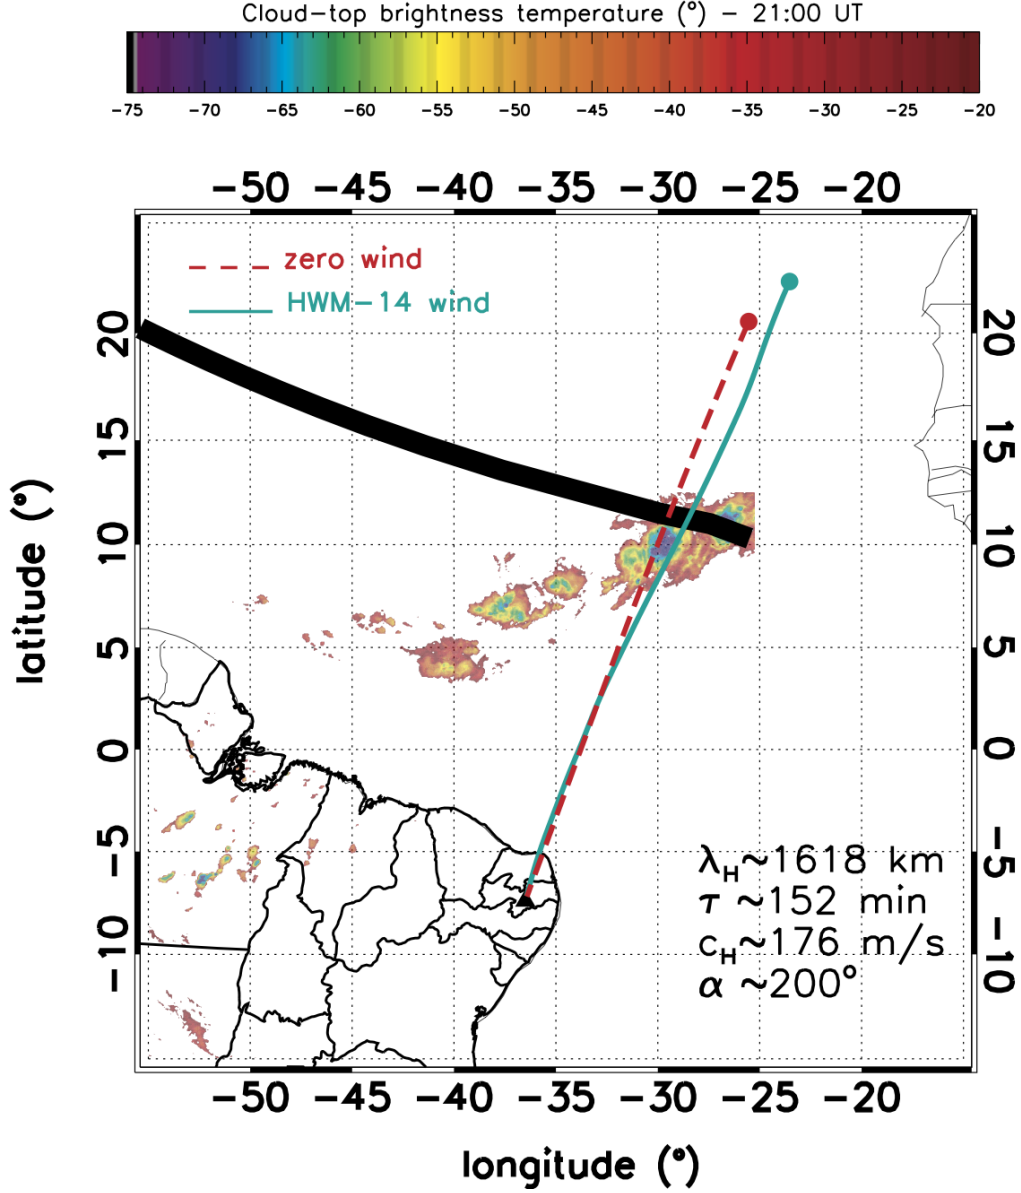 Cloud-top brightness temperature (°) - 21:00 UT
-75 -70 -65 -60 -55 -50 -45 -40 -35 -30 -25 -20
-50 -45 -40 -35 -30 -25 -20
zero wind
HWM-14 wind
20 15 10 5 0 -5 -10
latitude (°)
20 15 10 5 0 -5 -10
λH~1618 km
τ ~152 min
cH~176 m/s
α ~200°
-50 -45 -40 -35 -30 -25 -20
longitude (°)